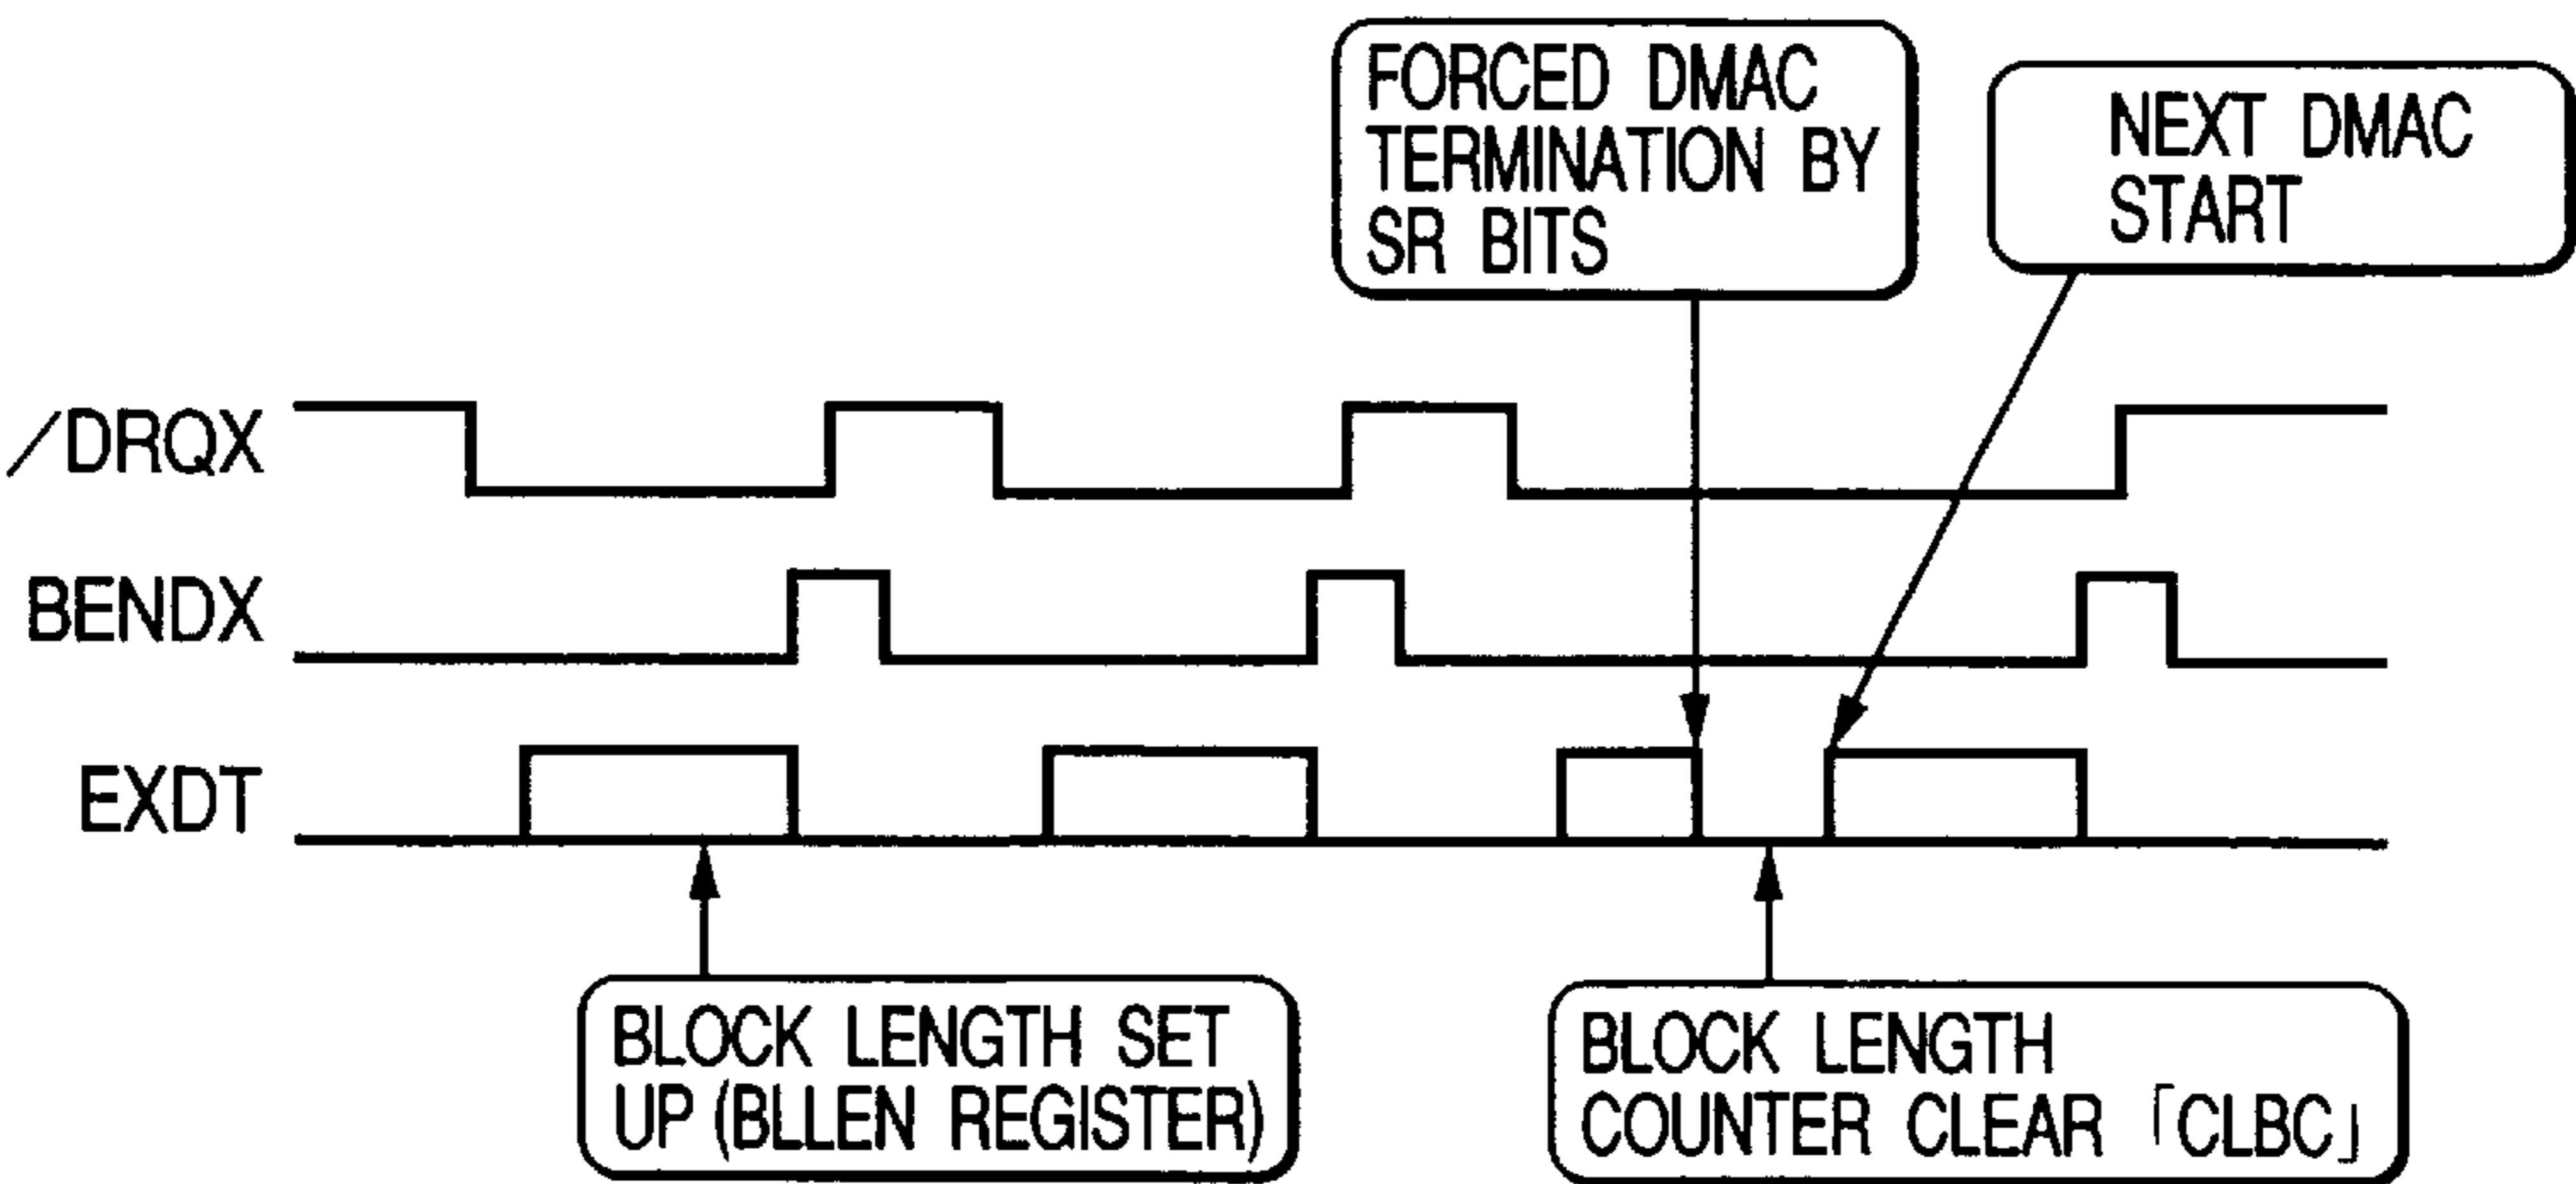 FORCED DMAC
TERMINATION BY
SR BITS
NEXT DMAC
START
/DRQX
BENDX
EXDT
BLOCK LENGTH SET
UP (BLLEN REGISTER)
BLOCK LENGTH
COUNTER CLEAR「CLBC」